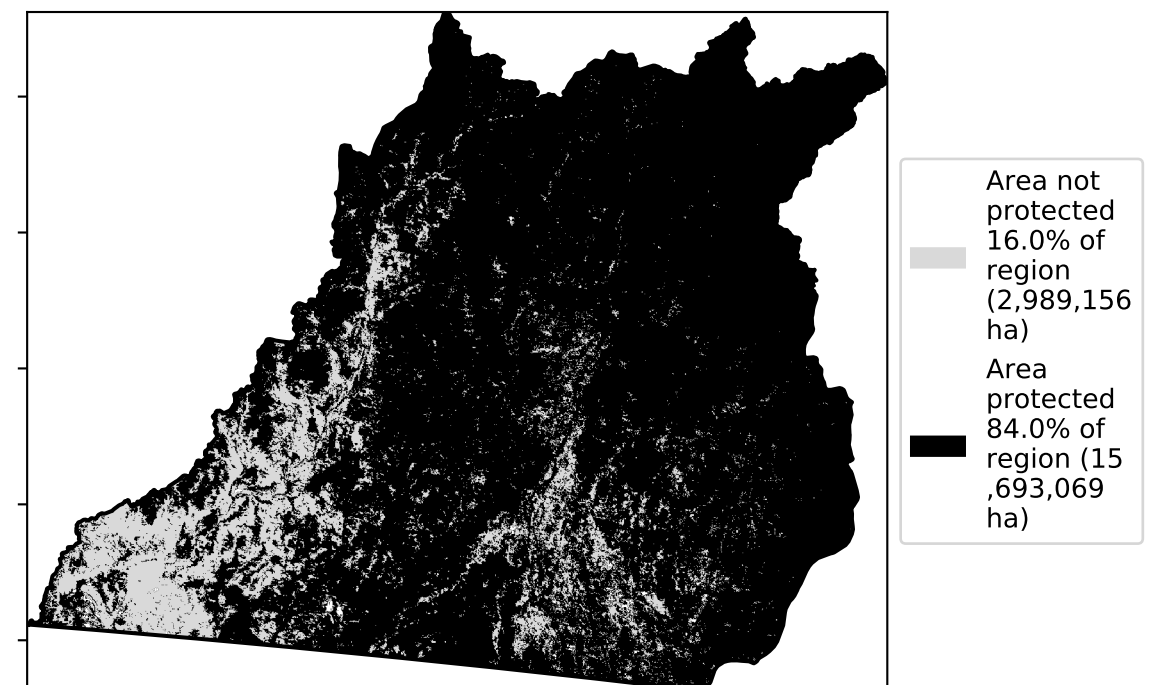 Area not
protected
16.0% of
region
(2,989,156
ha)
Area
protected
84.0% of
region (15
,693,069
ha)